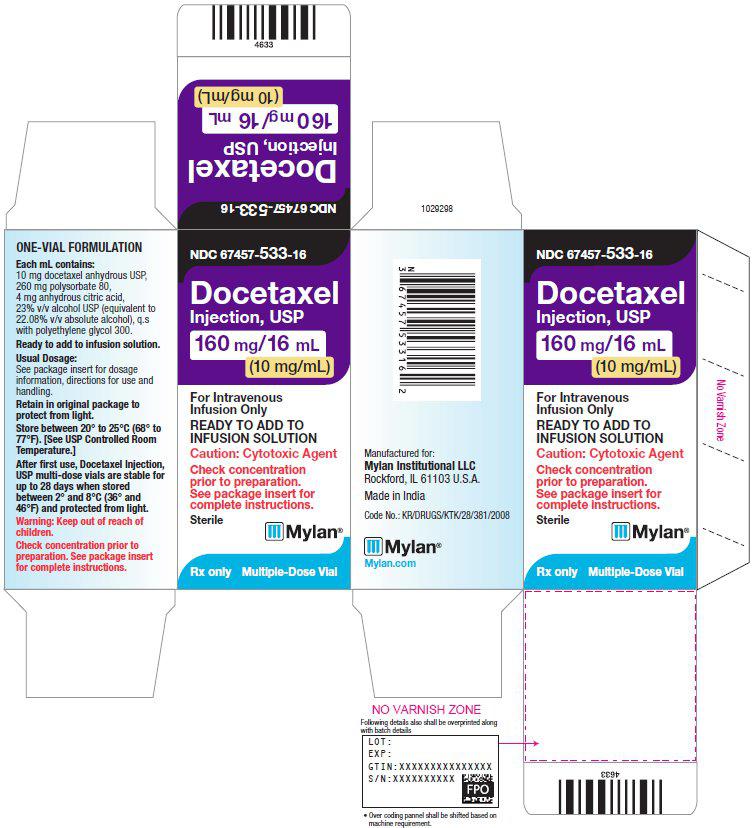 4633
(10 mg/mL)
160 mg/16 mL
Injection, USP
Docetaxel
NDC 67457-533-16
1029298
ONE-VIAL FORMULATION
Each mL contains:
10 mg docetaxel anhydrous USP,
260 mg polysorbate 80,
4 mg anhydrous citric acid,
23% v/v alcohol USP (equivalent to
22.08% v/v absolute alcohol), q.s
with polyethylene glycol 300.
Ready to add to infusion solution.
Usual Dosage:
See package insert for dosage
information, directions for use and
handling.
Retain in original package to
protect from light.
Store between 20° to 25°C (68° to
77°F). [See USP Controlled Room
Temperature.]
After first use, Docetaxel Injection,
USP multi-dose vials are stable for
up to 28 days when stored
between 2° and 8°C (36° and
46°F) and protected from light.
Warning: Keep out of reach of
children.
Check concentration prior to
preparation. See package insert
for complete instructions.
NDC 67457-533-16
Docetaxel
Injection, USP
160 mg/16 mL
(10 mg/mL)
For Intravenous
Infusion Only
READY TO ADD TO
INFUSION SOLUTION
Caution: Cytotoxic Agent
Check concentration
prior to preparation.
See package insert for
complete instructions.
Sterile
Mylan®
Rx only Multiple-Dose Vial
N
3 67457 53316 2
Manufactured for:
Mylan Institutional LLC
Rockford, IL 61103 U.S.A.
Made in India
Code No.: KR/DRUGS/KTK/28/381/2008
Mylan®
Mylan.com
NDC 67457-533-16
Docetaxel
Injection, USP
160 mg/16 mL
(10 mg/mL)
For Intravenous
Infusion Only
READY TO ADD TO
INFUSION SOLUTION
Caution: Cytotoxic Agent
Check concentration
prior to preparation.
See package insert for
complete instructions.
Sterile
Mylan®
Rx only Multiple-Dose Vial
No Varnish Zone
NO VARNISH ZONE
Following details also shall be overprinted along
with batch details
LOT:
EXP:
GTIN:XXXXXXXXXXXXXXX
S/N:XXXXXXXXXX
FPO
• Over coding pannel shall be shifted based on
machine requirement.
4633